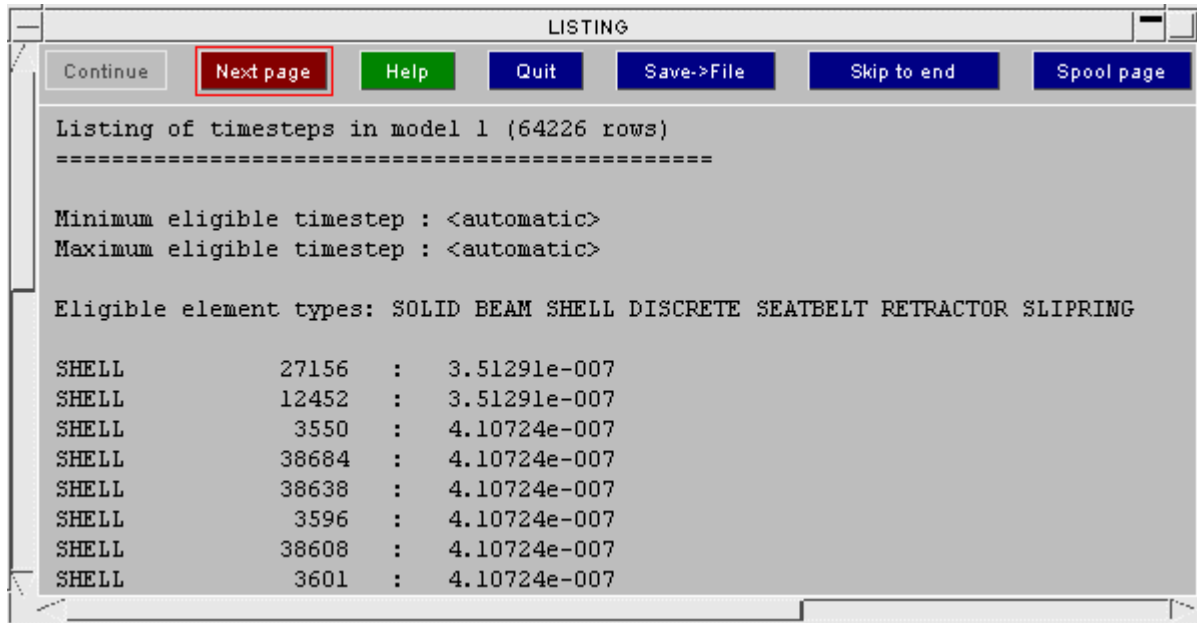 LISTING
Continue Next page Help Quit Save->File Skip to end Spool page
Listing of timesteps in model 1 (64226 rows)
===============================================
Minimum eligible timestep : <automatic>
Maximum eligible timestep : <automatic>
Eligible element types: SOLID BEAM SHELL DISCRETE SEATBELT RETRACTOR SLIPRING
SHELL 27156 : 3.51291e-007
SHELL 12452 : 3.51291e-007
SHELL 3550 : 4.10724e-007
SHELL 38684 : 4.10724e-007
SHELL 38638 : 4.10724e-007
SHELL 3596 : 4.10724e-007
SHELL 38608 : 4.10724e-007
SHELL 3601 : 4.10724e-007